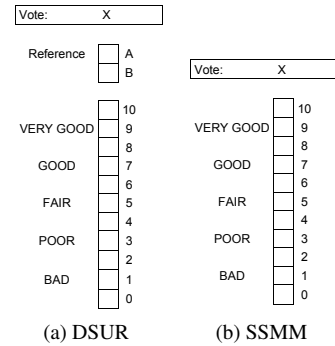 Vote: X
Reference A
B
10
VERY GOOD 9
8
GOOD 7
6
FAIR 5
4
POOR 3
2
BAD 1
0
(a) DSUR
Vote: X
10
VERY GOOD 9
8
GOOD 7
6
FAIR 5
4
POOR 3
2
BAD 1
0
(b) SSMM